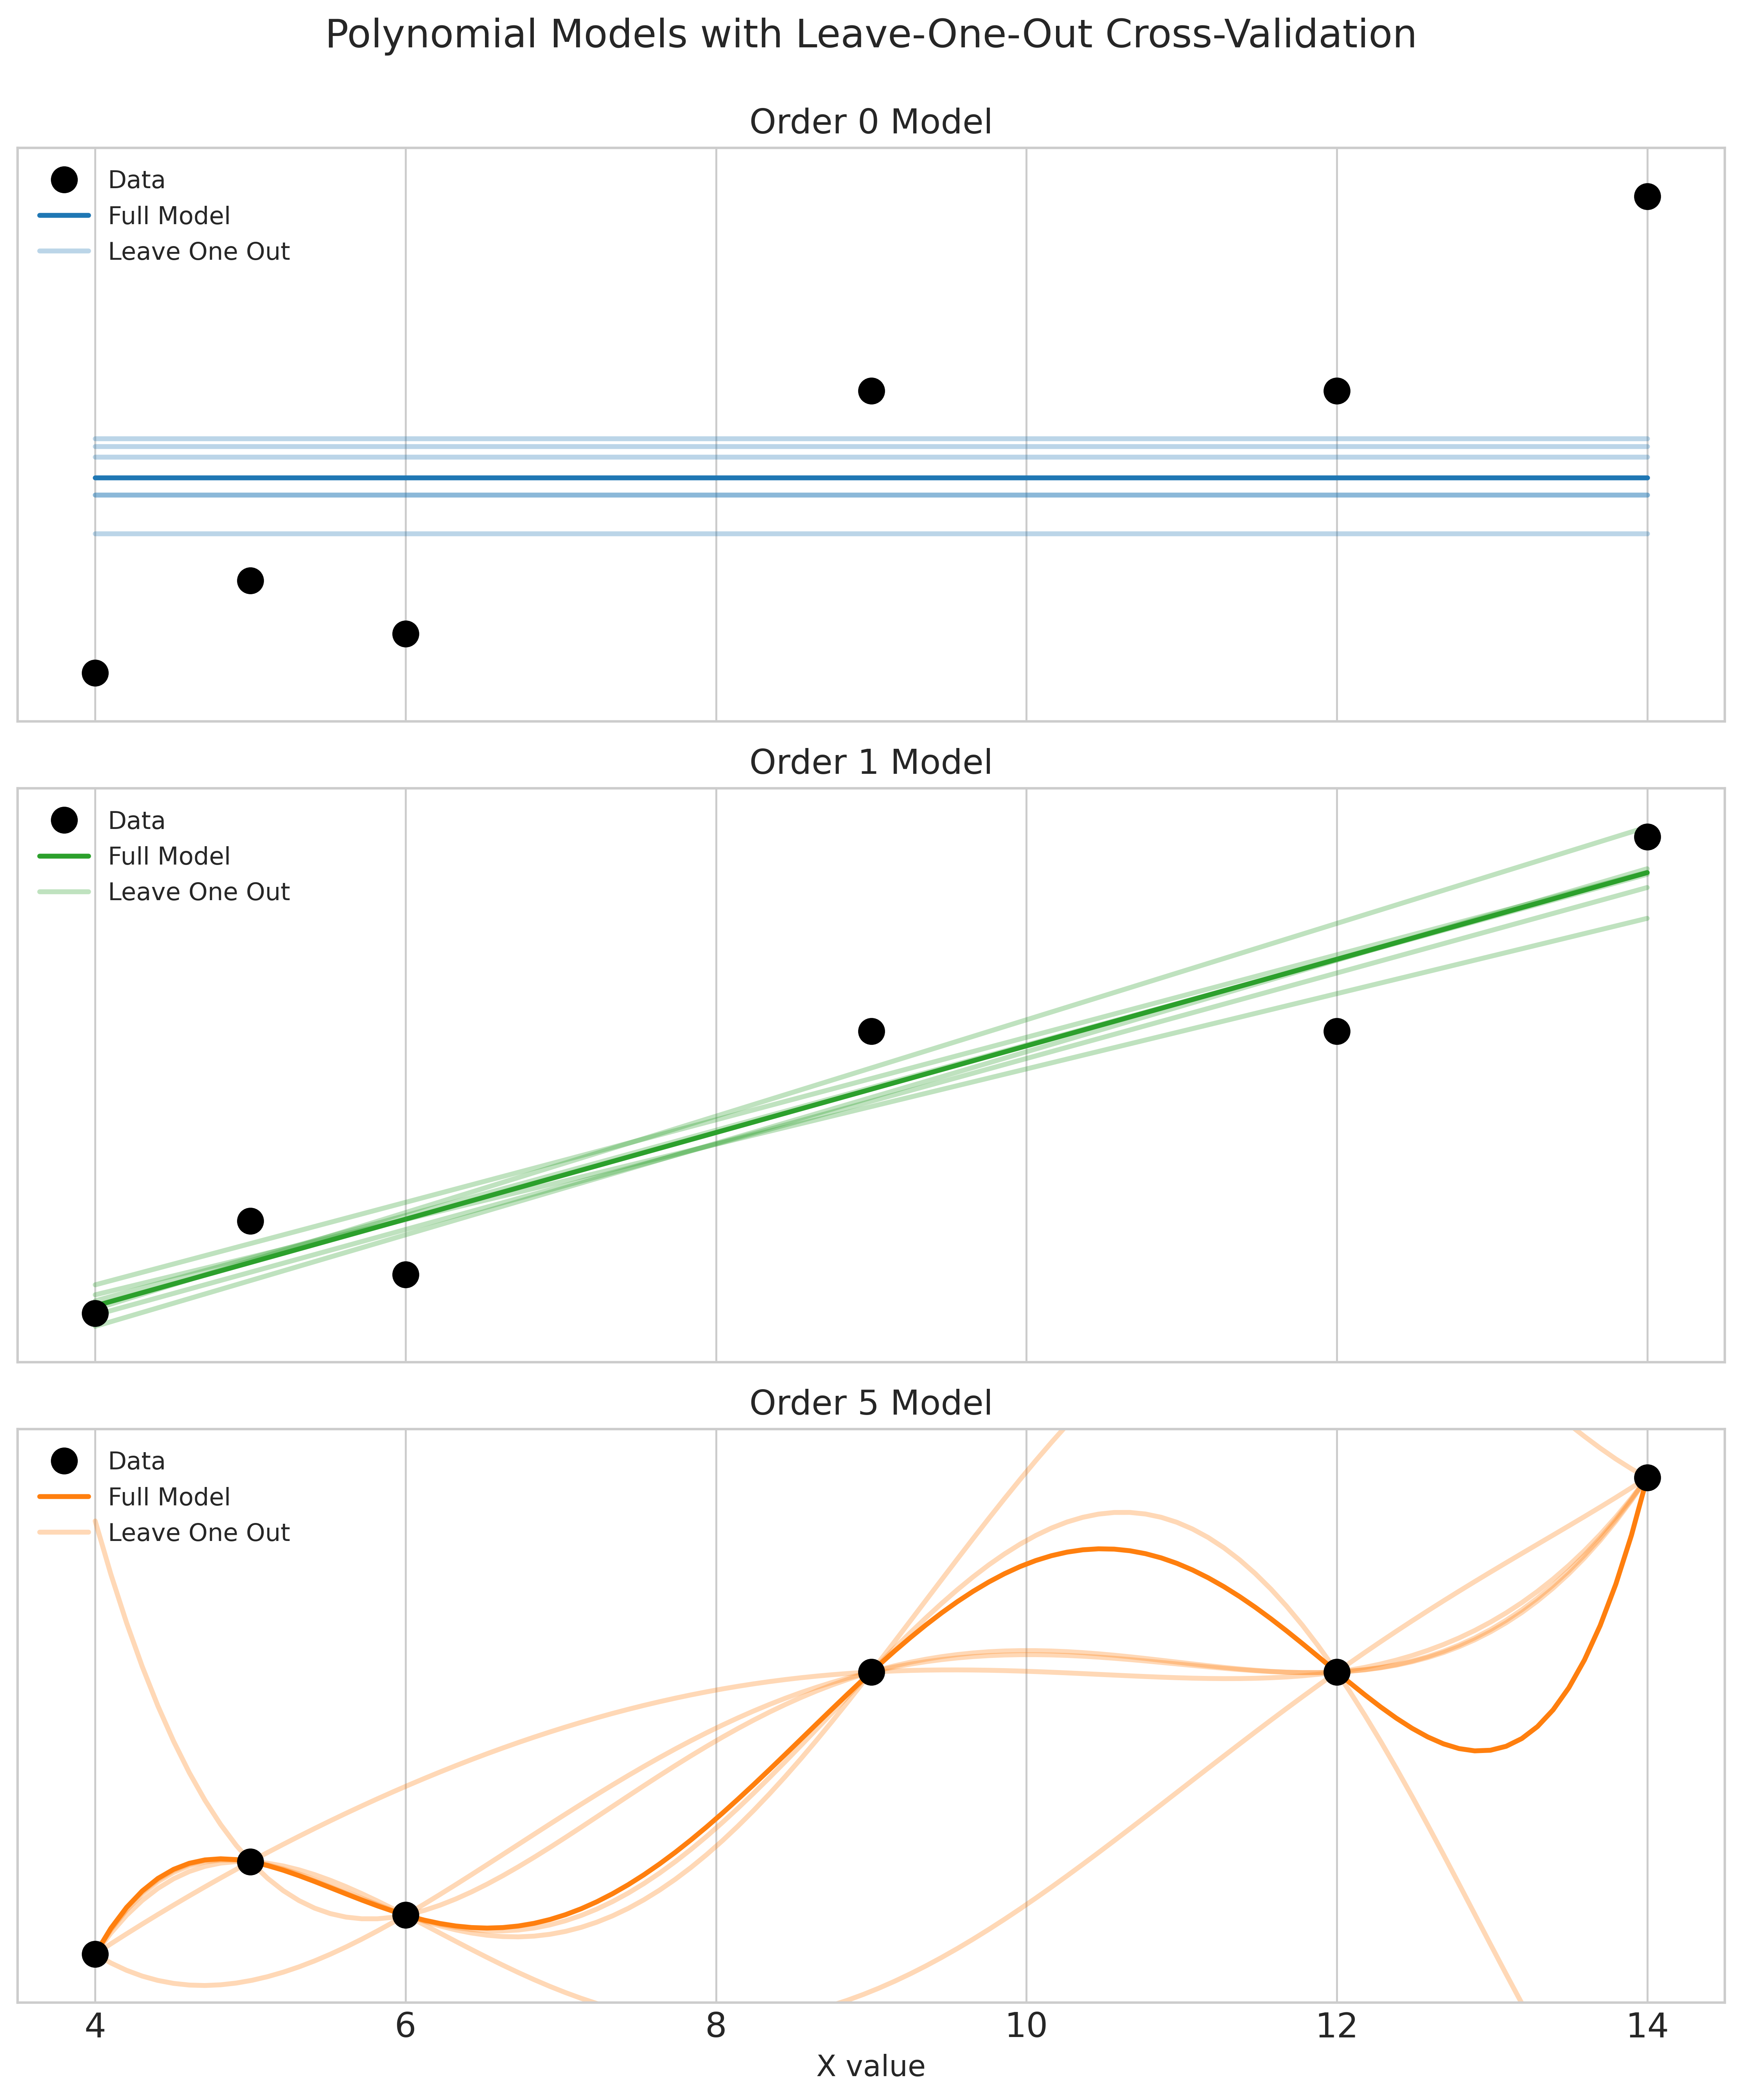 Polynomial Models with Leave-One-Out Cross-Validation
Order 0 Model
Data
Full Model
Leave One Out
Order 1 Model
Data
Full Model
Leave One Out
Order 5 Model
Data
Full Model
Leave One Out
4 6 8 10 12 14
X value